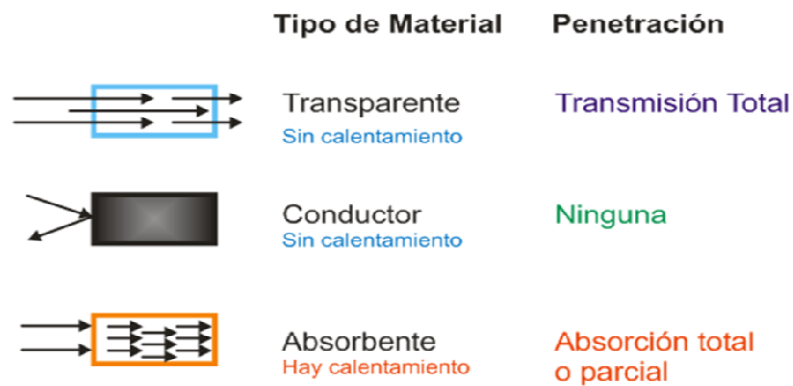 Tipo de Material Penetración
Transparente Transmisión Total
Sin calentamiento
Conductor Ninguna
Sin calentamiento
Absorbente Absorción total
Hay calentamiento o parcial